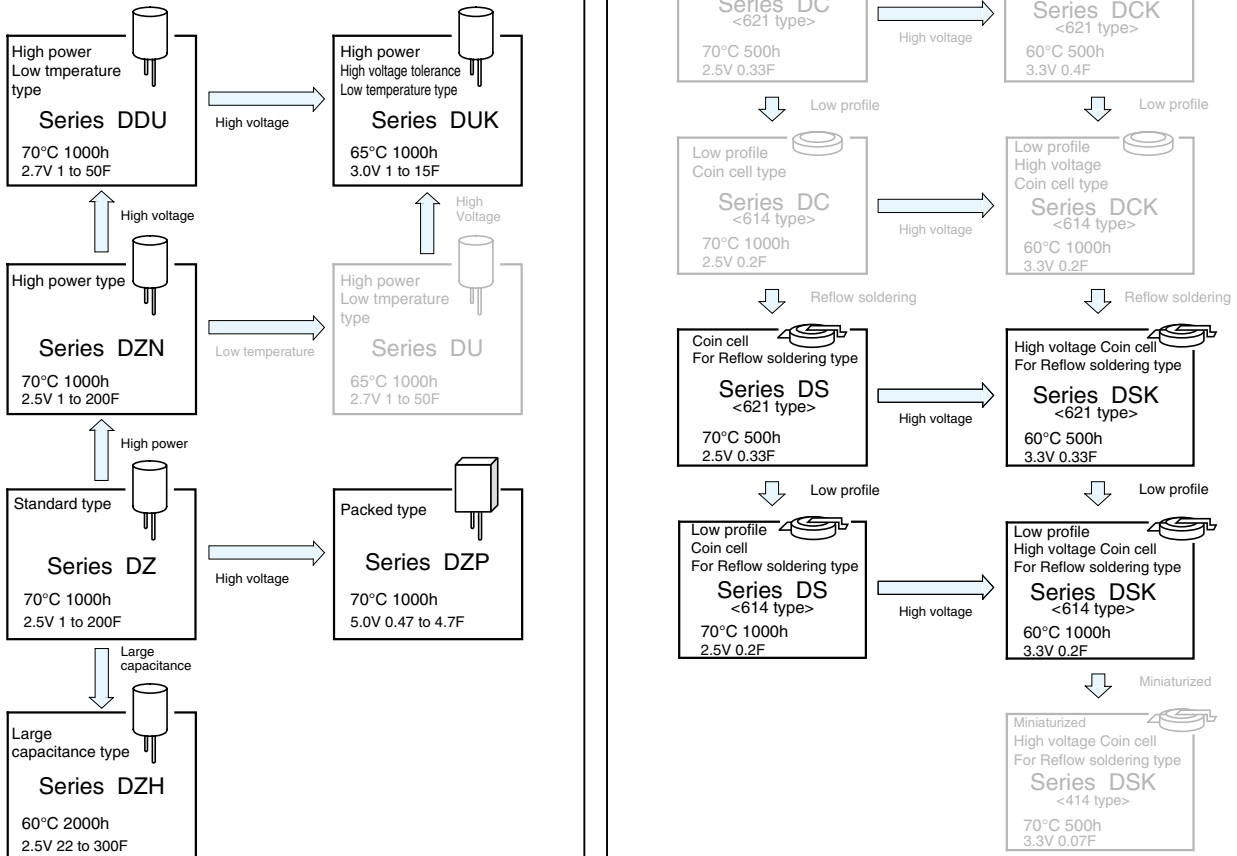 High power
Low tmperature
type
Series DDU
70°C 1000h
2.7V 1 to 50F
High voltage
High power
High voltage tolerance
Low temperature type
Series DUK
65°C 1000h
3.0V 1 to 15F
High voltage
High
Voltage
High power type
Series DZN
70°C 1000h
2.5V 1 to 200F
Low temperature
High power
Low tmperature
type
Series DU
65°C 1000h
2.7V 1 to 50F
High power
Standard type
Series DZ
70°C 1000h
2.5V 1 to 200F
High voltage
Packed type
Series DZP
70°C 1000h
5.0V 0.47 to 4.7F
Large
capacitance
Large
capacitance type
Series DZH
60°C 2000h
2.5V 22 to 300F
Series DC
<621 type>
70°C 500h
2.5V 0.33F
High voltage
Series DCK
<621 type>
60°C 500h
3.3V 0.4F
Low profile
Low profile
Low profile
Coin cell type
Series DC
<614 type>
70°C 1000h
2.5V 0.2F
High voltage
Low profile
High voltage
Coin cell type
Series DCK
<614 type>
60°C 1000h
3.3V 0.2F
Reflow soldering
Reflow soldering
Coin cell
For Reflow soldering type
Series DS
<621 type>
70°C 500h
2.5V 0.33F
High voltage
High voltage Coin cell
For Reflow soldering type
Series DSK
<621 type>
60°C 500h
3.3V 0.33F
Low profile
Low profile
Low profile
Coin cell
For Reflow soldering type
Series DS
<614 type>
70°C 1000h
2.5V 0.2F
High voltage
Low profile
High voltage Coin cell
For Reflow soldering type
Series DSK
<614 type>
60°C 1000h
3.3V 0.2F
Miniaturized
Miniaturized
High voltage Coin cell
For Reflow soldering type
Series DSK
<414 type>
70°C 500h
3.3V 0.07F